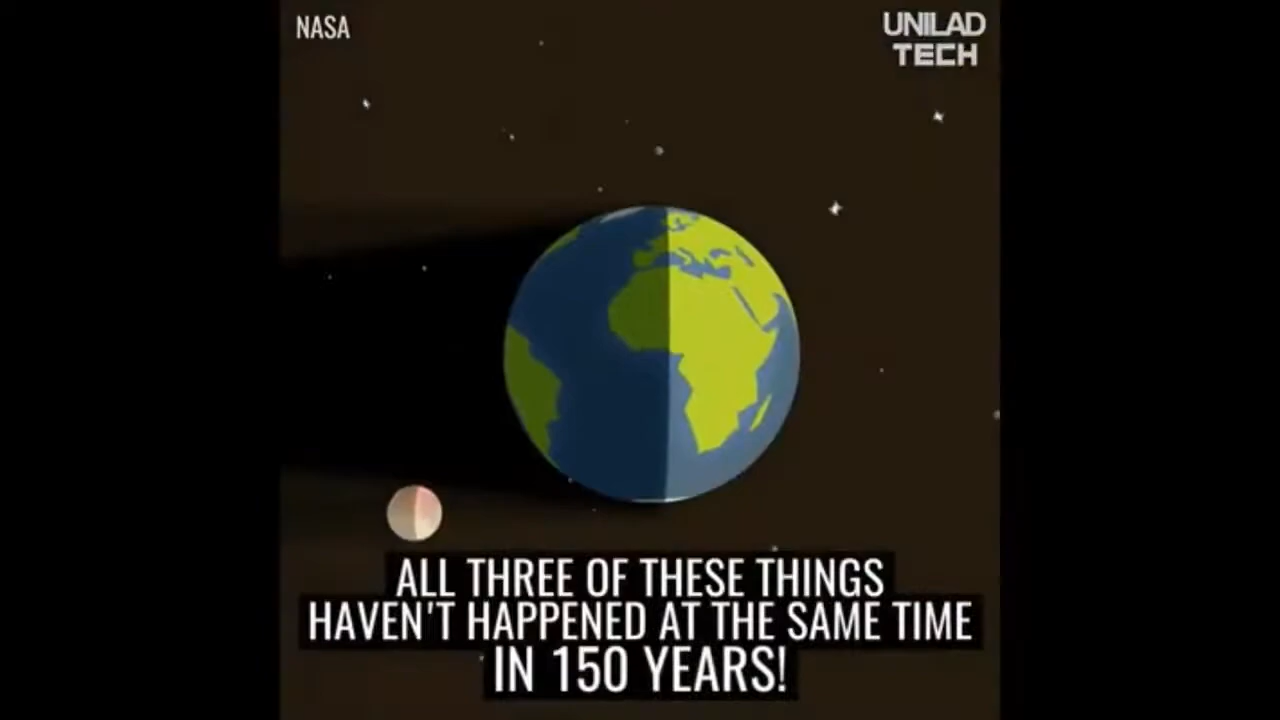 NASA
UNILAD
TECH
ALL THREE OF THESE THINGS
HAVEN'T HAPPENED AT THE SAME TIME
IN 150 YEARS!